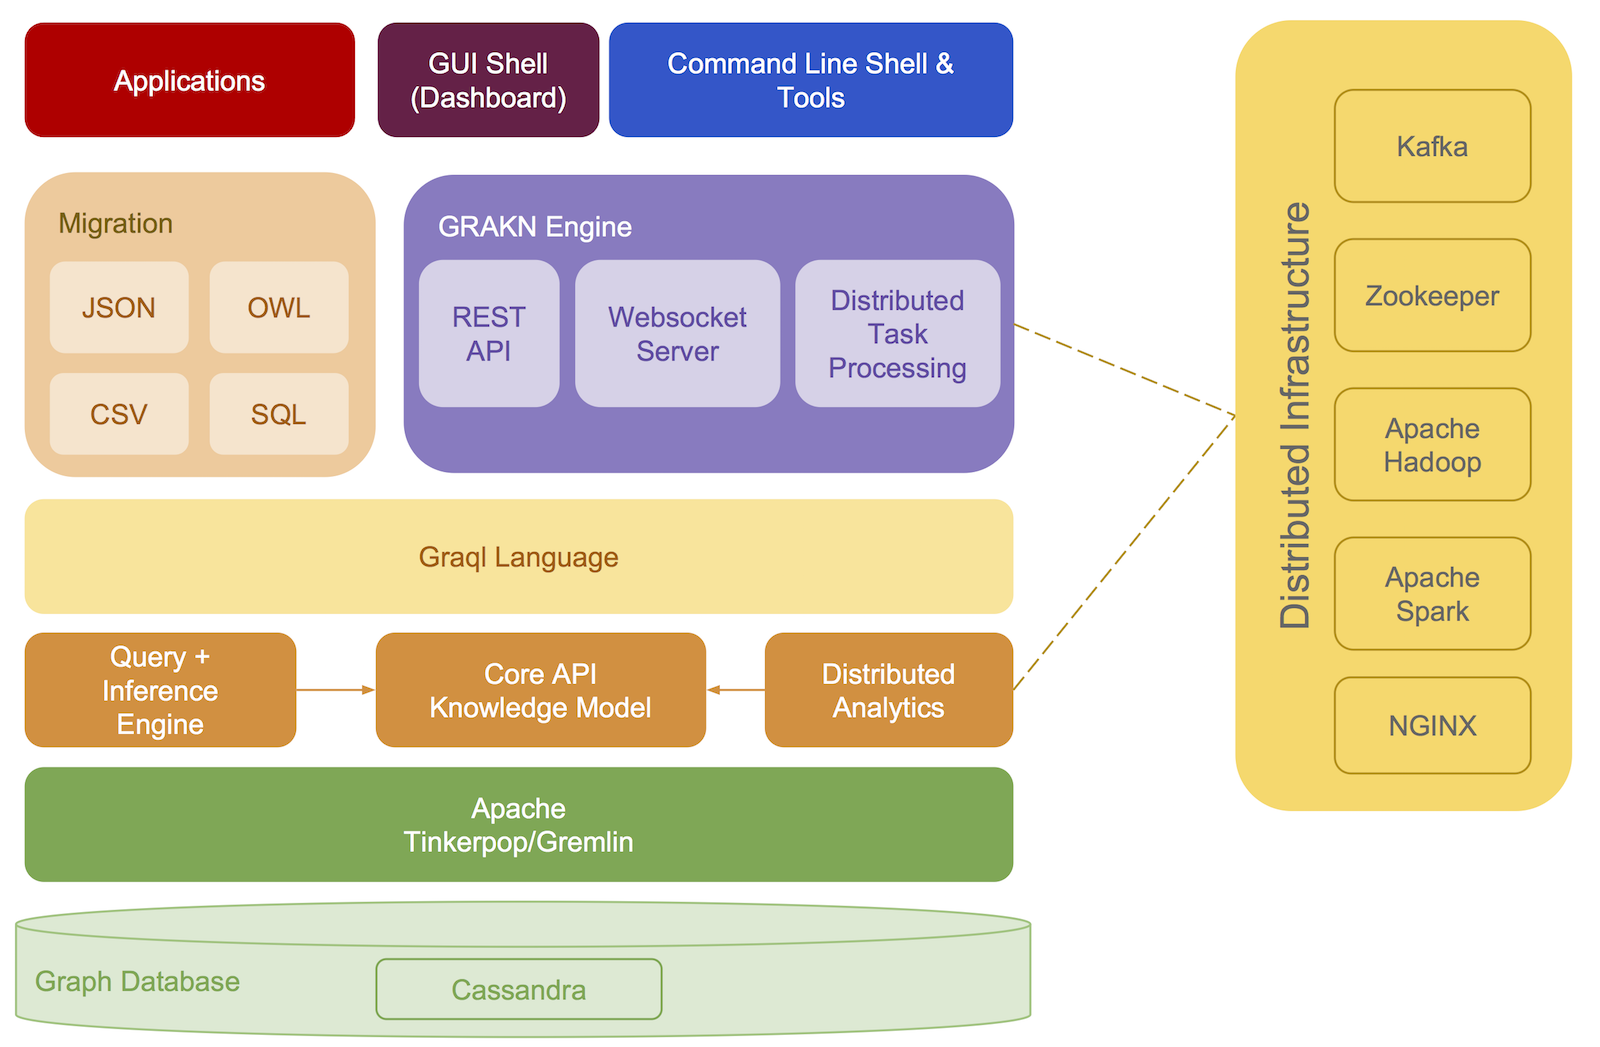 Applications
GUI Shell
(Dashboard)
Command Line Shell &
Tools
Migration
JSON
OWL
CSV
SQL
GRAKN Engine
REST
API
Websocket
Server
Distributed
Task
Processing
Graql Language
Query +
Inference
Engine
Core API
Knowledge Model
Distributed
Analytics
Apache
Tinkerpop/Gremlin
Graph Database
Cassandra
Distributed Infrastructure
Kafka
Zookeeper
Apache
Hadoop
Apache
Spark
NGINX